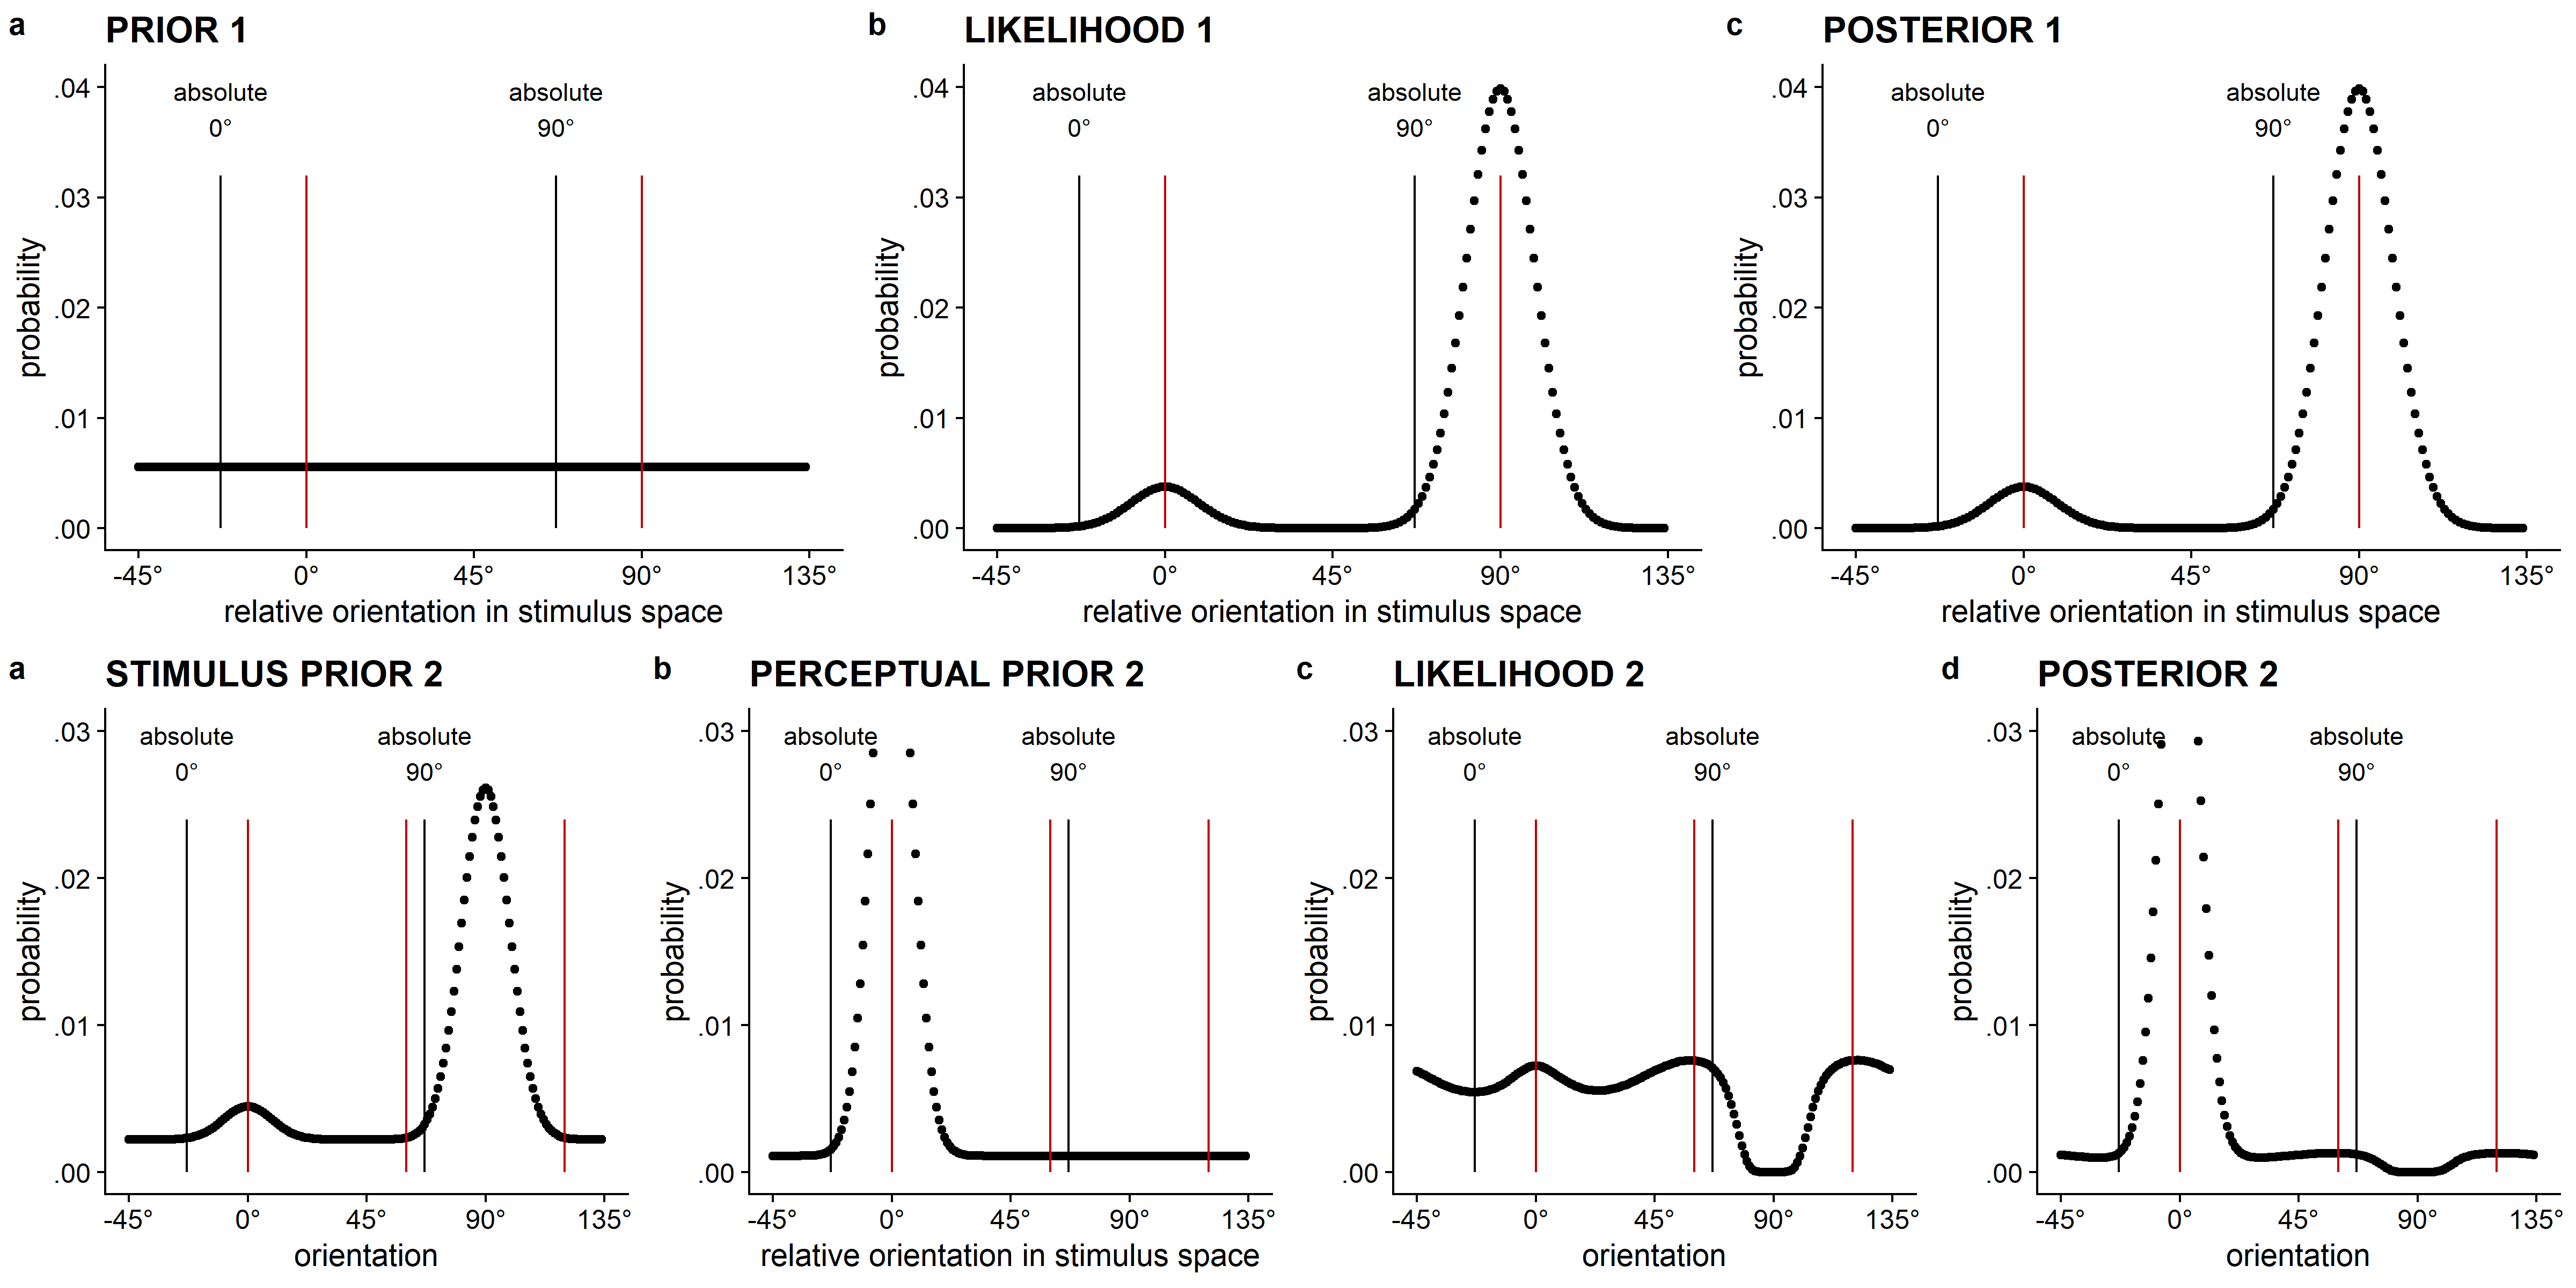 a PRIOR 1
.04
.03
.02
.01
.00
absolute
0°
absolute
90°
probability
-45° 0° 45° 90° 135°
relative orientation in stimulus space
b LIKELIHOOD 1
.04
.03
.02
.01
.00
absolute
0°
absolute
90°
probability
-45° 0° 45° 90° 135°
relative orientation in stimulus space
c POSTERIOR 1
.04
.03
.02
.01
.00
absolute
0°
absolute
90°
probability
-45° 0° 45° 90° 135°
relative orientation in stimulus space
a STIMULUS PRIOR 2
.03
.02
.01
.00
absolute
0°
absolute
90°
probability
-45° 0° 45° 90° 135°
orientation
b PERCEPTUAL PRIOR 2
.03
.02
.01
.00
absolute
0°
absolute
90°
probability
-45° 0° 45° 90° 135°
relative orientation in stimulus space
c LIKELIHOOD 2
.03
.02
.01
.00
absolute
0°
absolute
90°
probability
-45° 0° 45° 90° 135°
orientation
d POSTERIOR 2
.03
.02
.01
.00
absolute
0°
absolute
90°
probability
-45° 0° 45° 90° 135°
orientation